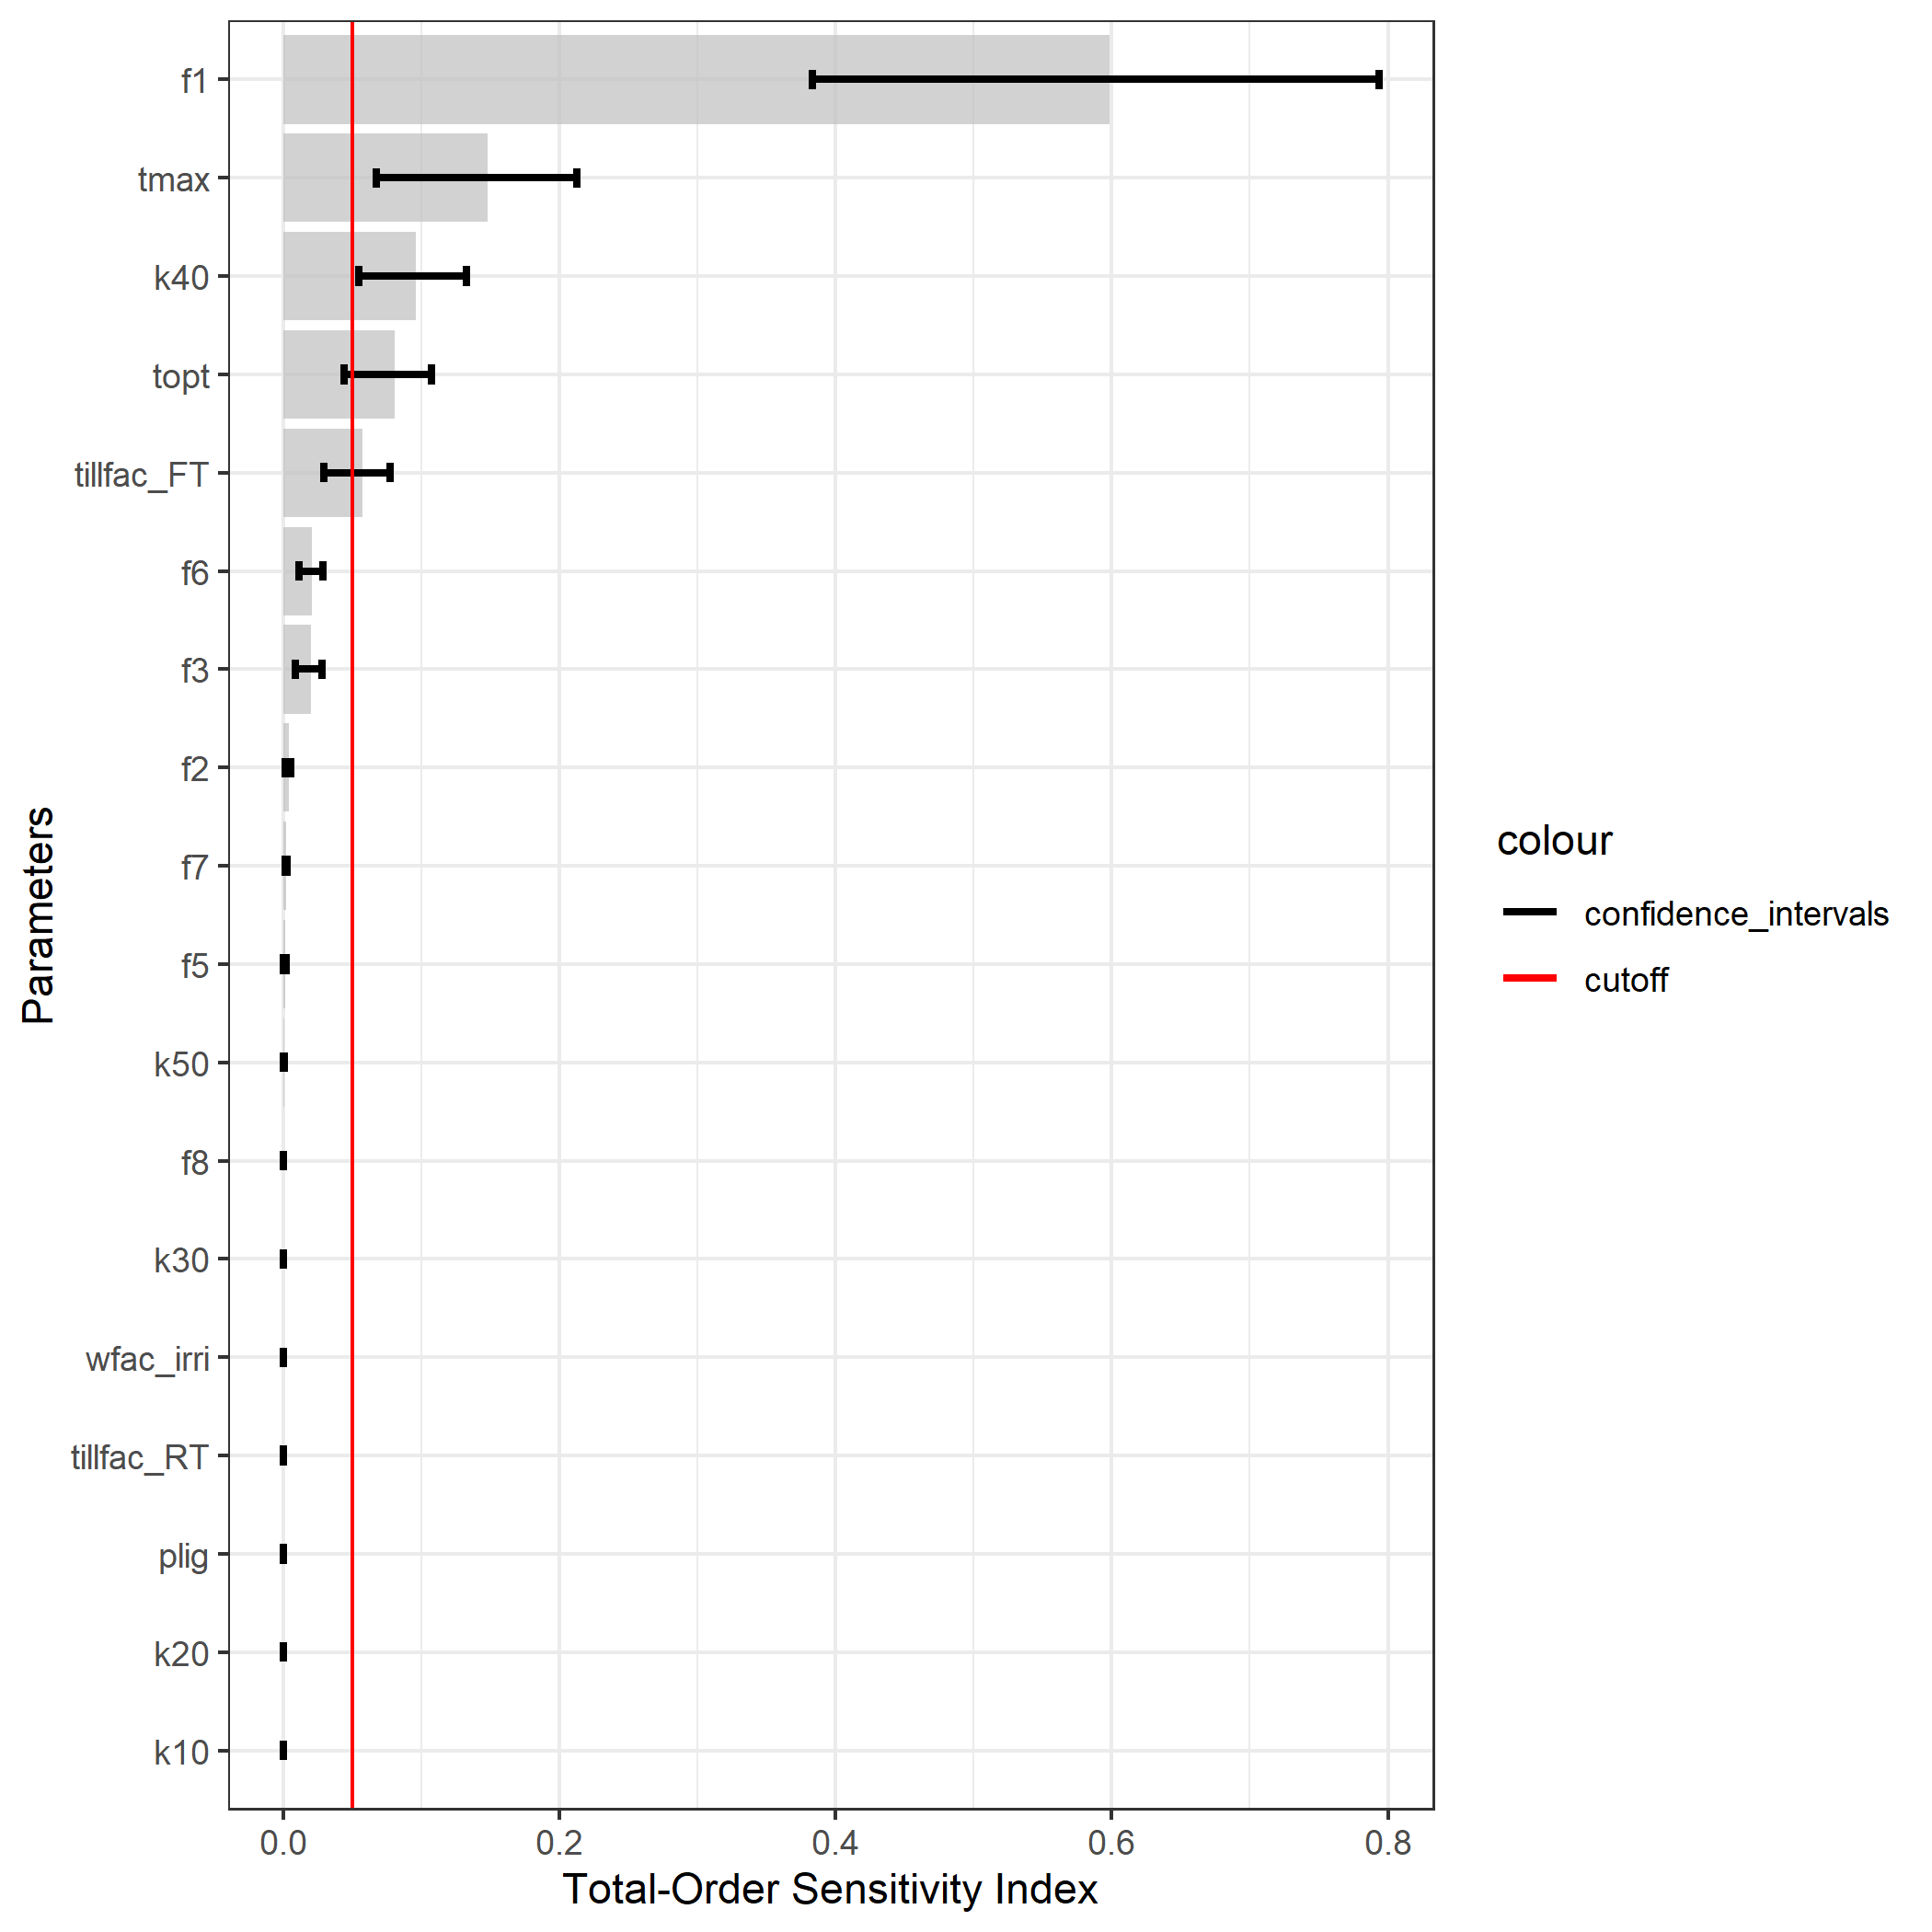 f1
tmax
k40
topt
tillfac_FT
f6
f3
f2
f7
f5
k50
f8
k30
wfac_irri
tillfac_RT
plig
k20
k10
Parameters
0.0 0.2 0.4 0.6 0.8
Total-Order Sensitivity Index
colour
confidence_intervals
cutoff